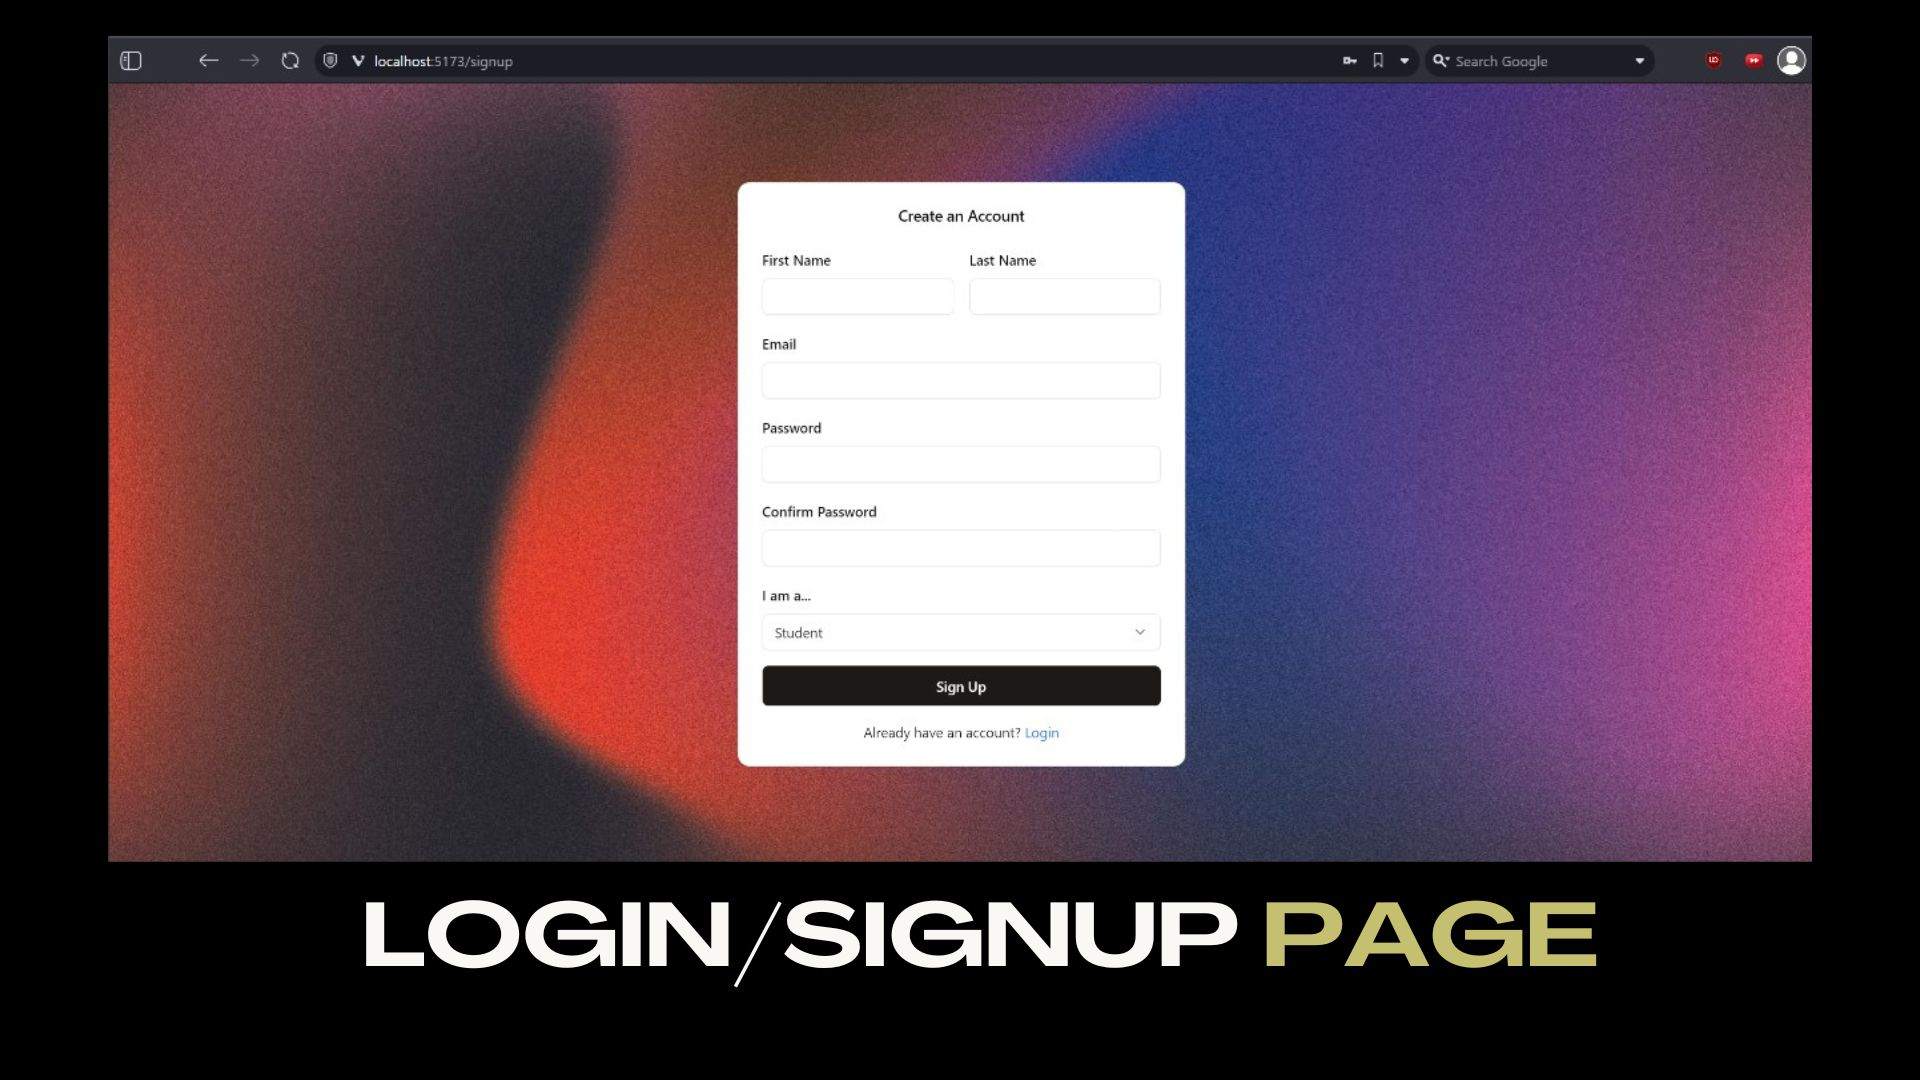 localhost:5173/signup
Search Google
Create an Account
First Name Last Name
Email
Password
Confirm Password
I am a...
Student
Sign Up
Already have an account? Login
LOGIN/SIGNUP PAGE